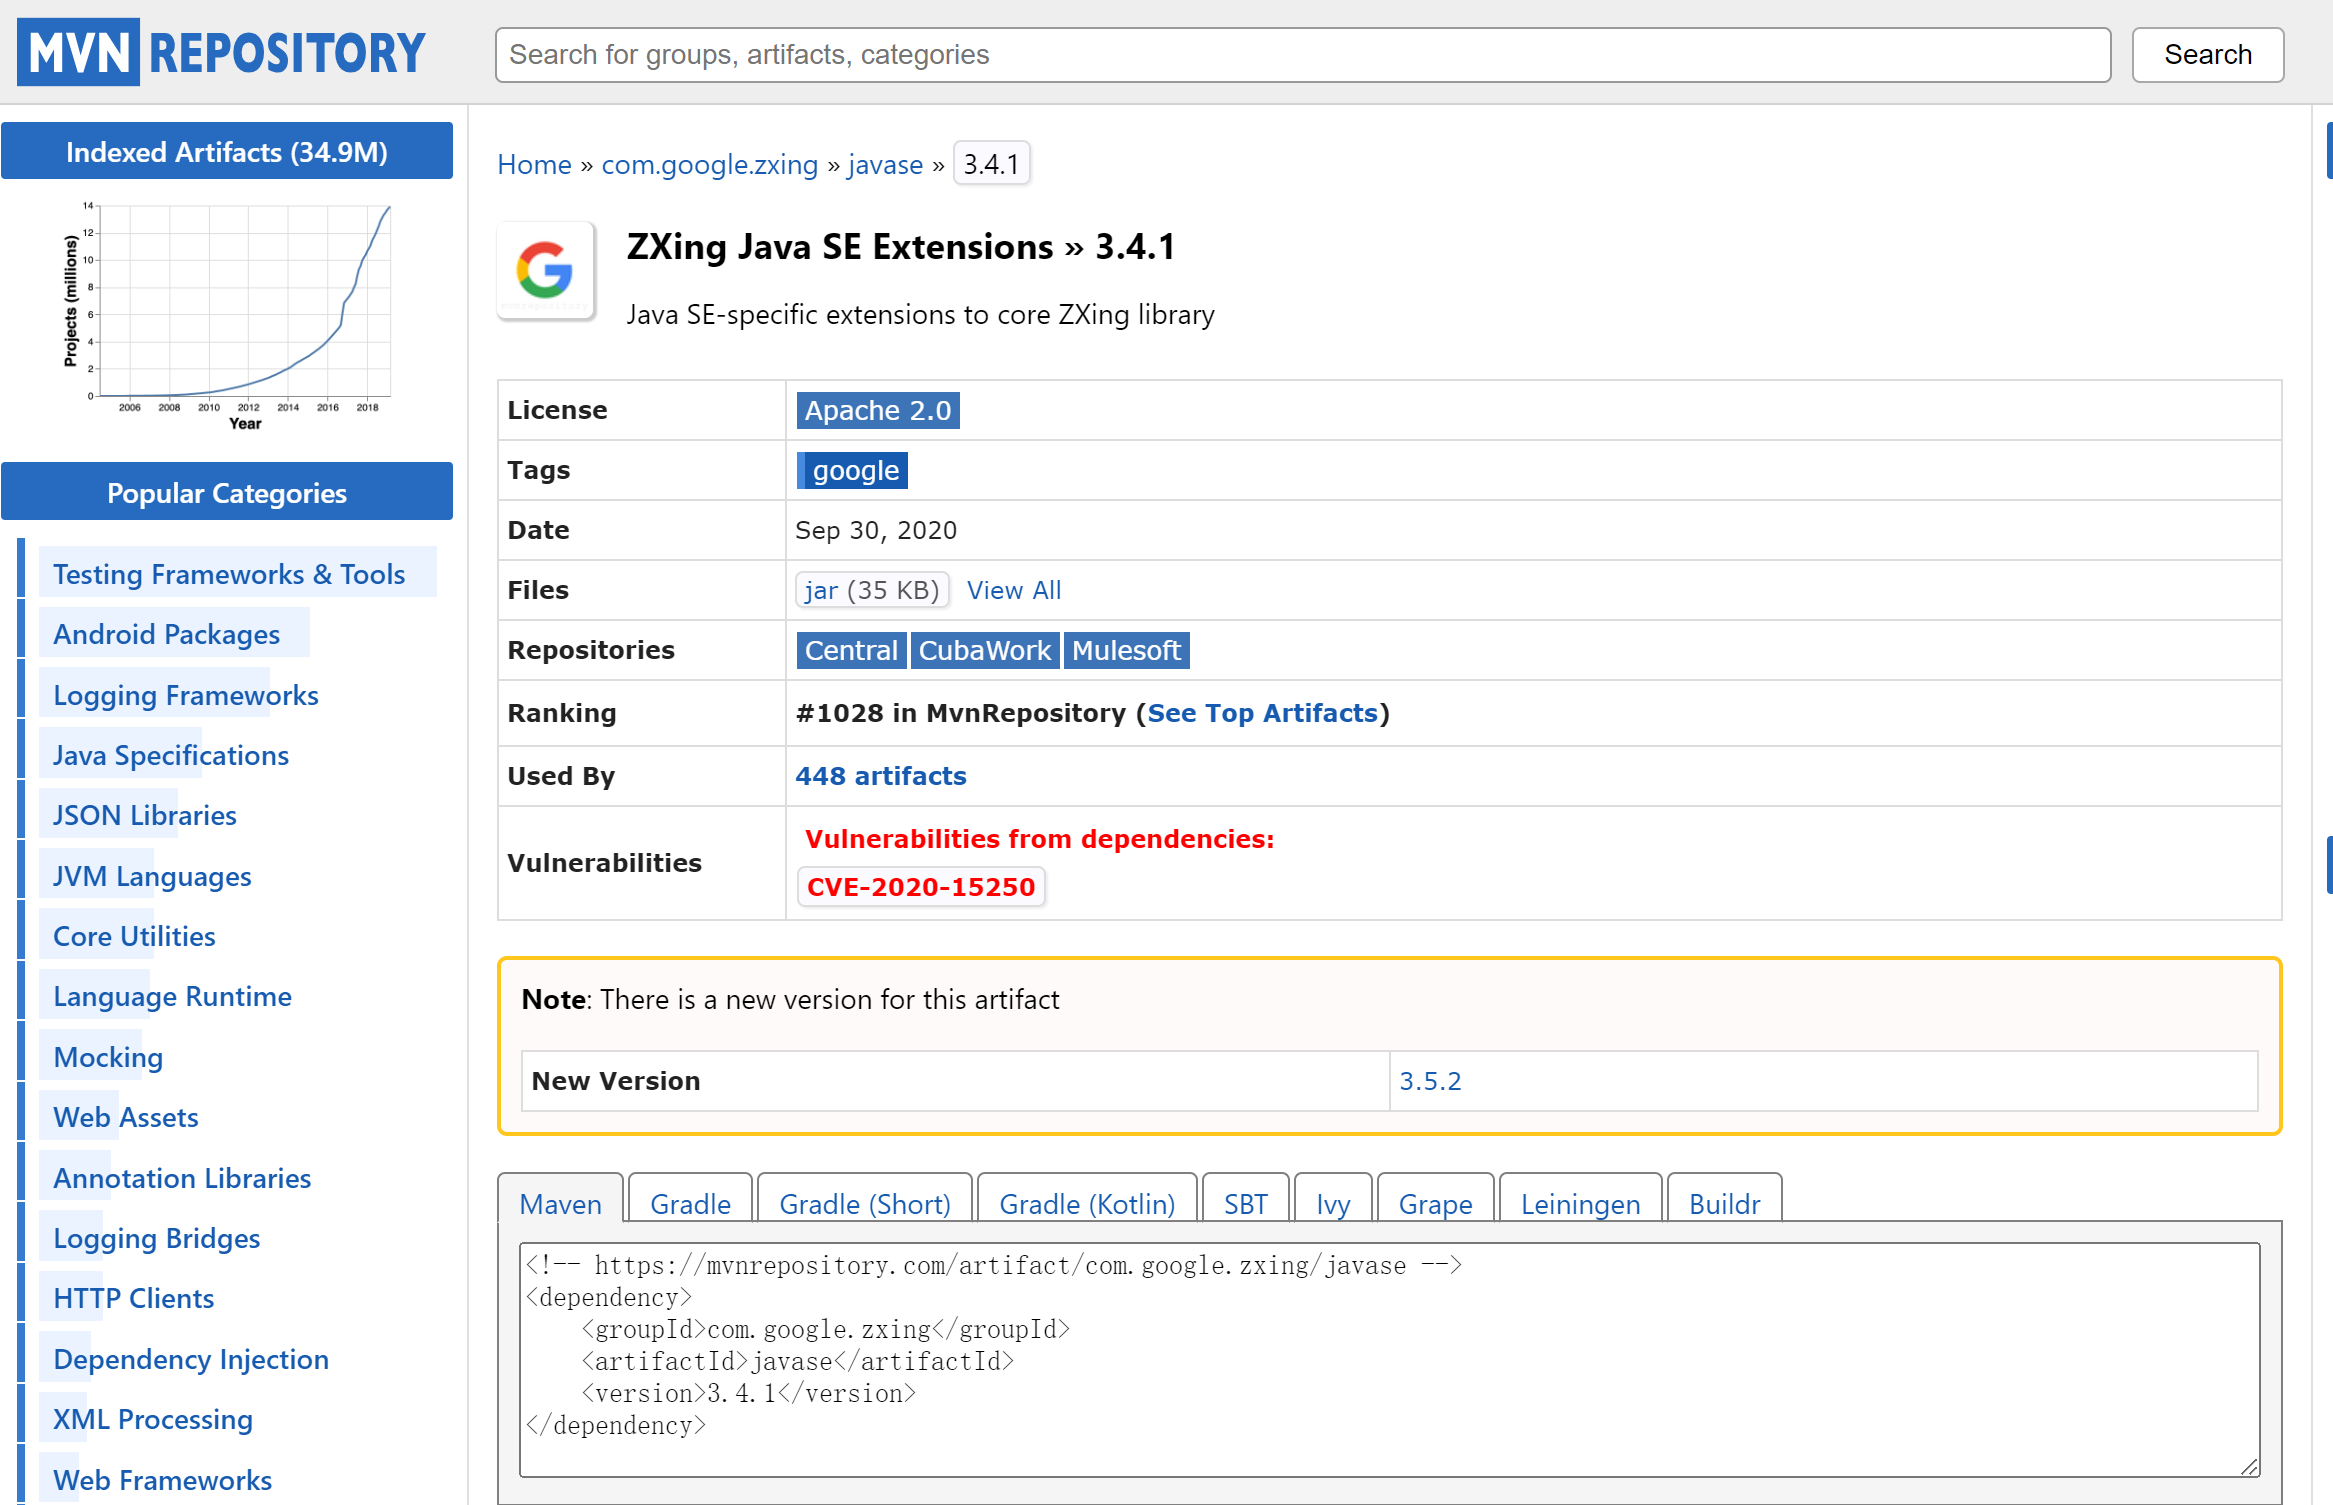 MVN REPOSITORY
Search for groups, artifacts, categories
Search
Indexed Artifacts (34.9M)
Projects (millions)
14
12
10
8
6
4
2
0
2006 2008 2010 2012 2014 2016 2018
Year
Popular Categories
Testing Frameworks & Tools
Android Packages
Logging Frameworks
Java Specifications
JSON Libraries
JVM Languages
Core Utilities
Language Runtime
Mocking
Web Assets
Annotation Libraries
Logging Bridges
HTTP Clients
Dependency Injection
XML Processing
Web Frameworks
Home » com.google.zxing » javase » 3.4.1
ZXing Java SE Extensions » 3.4.1
Java SE-specific extensions to core ZXing library
License Apache 2.0
Tags google
Date Sep 30, 2020
Files jar (35 KB) View All
Repositories Central CubaWork Mulesoft
Ranking #1028 in MvnRepository (See Top Artifacts)
Used By 448 artifacts
Vulnerabilities Vulnerabilities from dependencies:
CVE-2020-15250
Note: There is a new version for this artifact
New Version 3.5.2
Maven Gradle Gradle (Short) Gradle (Kotlin) SBT Ivy Grape Leiningen Buildr
<!-- https://mvnrepository.com/artifact/com.google.zxing/javase -->
<dependency>
    <groupId>com.google.zxing</groupId>
    <artifactId>javase</artifactId>
    <version>3.4.1</version>
</dependency>